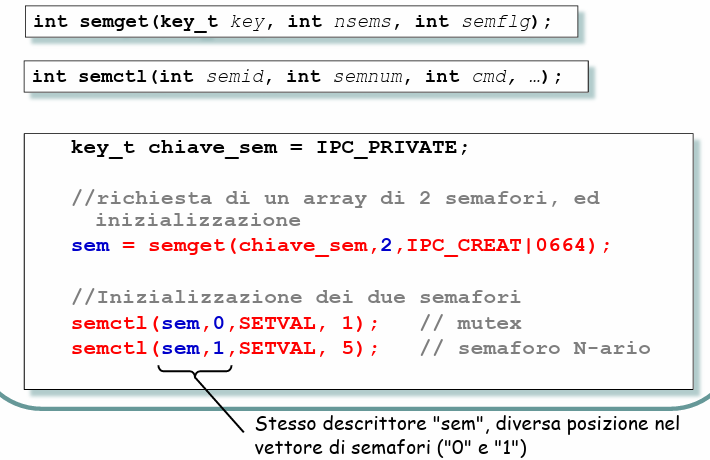 int semget(key_t key, int nsems, int semflg);
int semctl(int semid, int semnum, int cmd, …);
key_t chiave_sem = IPC_PRIVATE;
//richiesta di un array di 2 semafori, ed
inizializzazione
sem = semget(chiave_sem,2,IPC_CREAT|0664);
//Inizializzazione dei due semafori
semctl(sem,0,SETVAL, 1); // mutex
semctl(sem,1,SETVAL, 5); // semaforo N-ario
Stesso descrittore "sem", diversa posizione nel
vettore di semafori ("0" e "1")